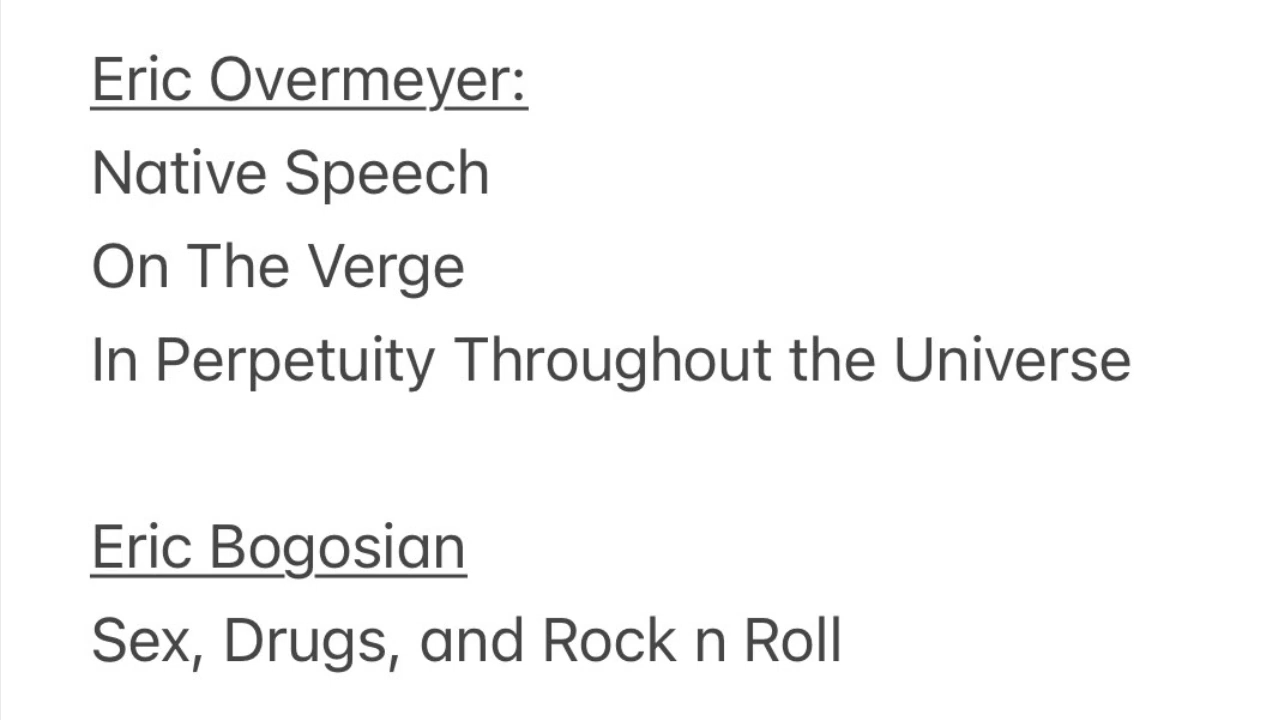 Eric Overmeyer:
Native Speech
On The Verge
In Perpetuity Throughout the Universe
Eric Bogosian
Sex, Drugs, and Rock n Roll